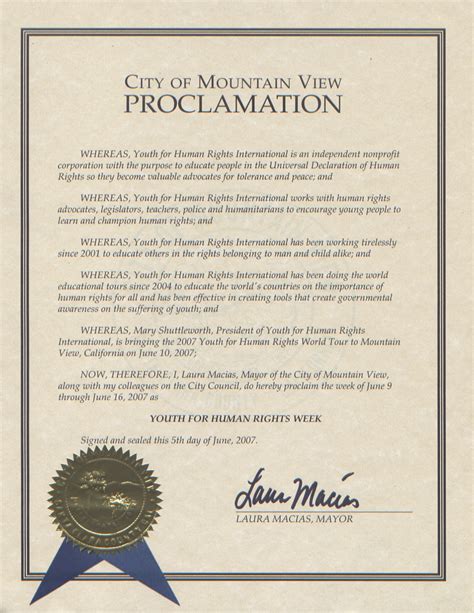 CITY OF MOUNTAIN VIEW
PROCLAMATION
WHEREAS, Youth for Human Rights International is an independent nonprofit
corporation with the purpose to educate people in the Universal Declaration of Human
Rights so they become valuable advocates for tolerance and peace; and
WHEREAS, Youth for Human Rights International works with human rights
advocates, legislators, teachers, police and humanitarians to encourage young people to
learn and champion human rights; and
WHEREAS, Youth for Human Rights International has been working tirelessly
since 2001 to educate others in the rights belonging to man and child alike; and
WHEREAS, Youth for Human Rights International has been doing the world
educational tours since 2004 to educate the world's countries on the importance of
human rights for all and has been effective in creating tools that create governmental
awareness on the suffering of youth; and
WHEREAS, Mary Shuttleworth, President of Youth for Human Rights
International, is bringing the 2007 Youth for Human Rights World Tour to Mountain
View, California on June 10, 2007;
NOW, THEREFORE, I, Laura Macias, Mayor of the City of Mountain View,
along with my colleagues on the City Council, do hereby proclaim the week of June 9
through June 16, 2007 as
YOUTH FOR HUMAN RIGHTS WEEK
Signed and sealed this 5th day of June, 2007.
Laura Macias
LAURA MACIAS, MAYOR